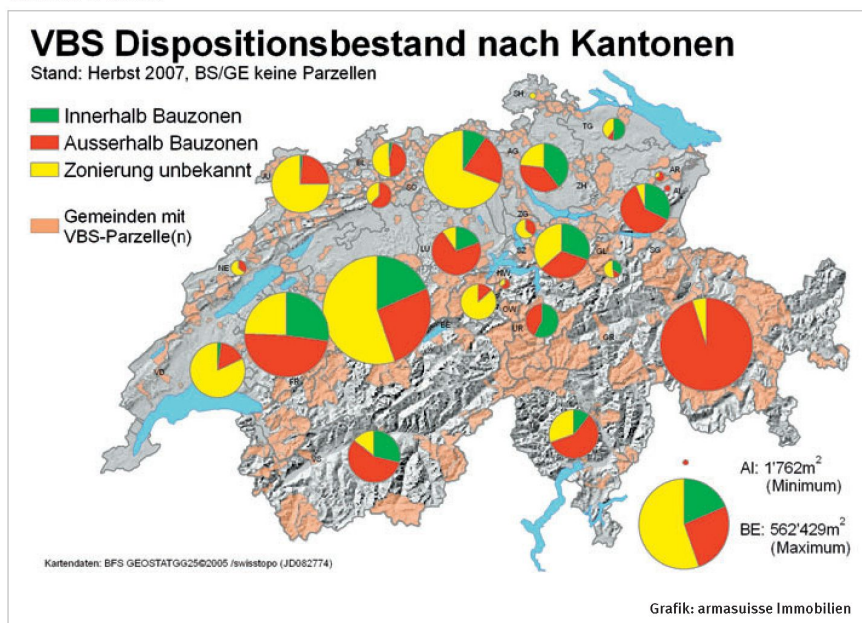 VBS Dispositionsbestand nach Kantonen
Stand: Herbst 2007, BS/GE keine Parzellen
Innerhalb Bauzonen
Ausserhalb Bauzonen
Zonierung unbekannt
Gemeinden mit
VBS-Parzelle(n)
SH
TG
JU
BL
SO
AG
ZH
AR
AI
SG
LU
ZG
SZ
GL
NE
NW
OW
UR
BE
GR
FR
VD
VS
AI: 1'762m²
(Minimum)
BE: 562'429m²
(Maximum)
Kartendaten: BFS GEOSTATGG25©2005 /swisstopo (JD082774)
Grafik: armasuisse Immobilien